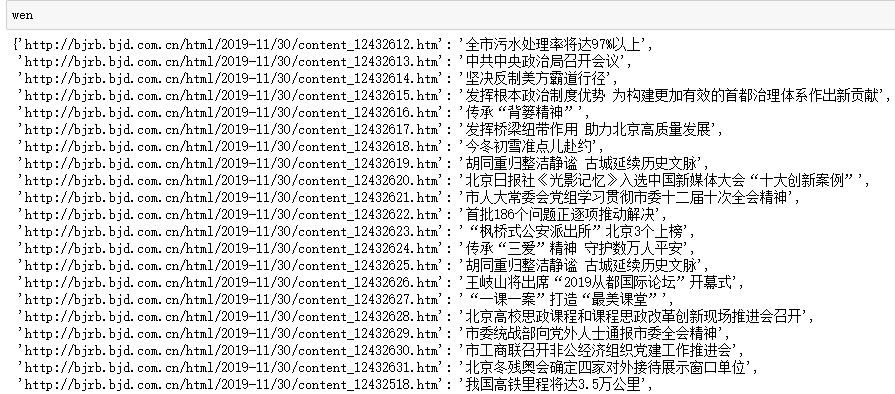 wen
{'http://bjrb.bjd.com.cn/html/2019-11/30/content_12432612.htm': '全市污水处理率将达97%以上',
'http://bjrb.bjd.com.cn/html/2019-11/30/content_12432613.htm': '中共中央政治局召开会议',
'http://bjrb.bjd.com.cn/html/2019-11/30/content_12432614.htm': '坚决反制美方霸道行径',
'http://bjrb.bjd.com.cn/html/2019-11/30/content_12432615.htm': '发挥根本政治制度优势 为构建更加有效的首都治理体系作出新贡献',
'http://bjrb.bjd.com.cn/html/2019-11/30/content_12432616.htm': '传承“背篓精神”',
'http://bjrb.bjd.com.cn/html/2019-11/30/content_12432617.htm': '发挥桥梁纽带作用 助力北京高质量发展',
'http://bjrb.bjd.com.cn/html/2019-11/30/content_12432618.htm': '今冬初雪准点儿赴约',
'http://bjrb.bjd.com.cn/html/2019-11/30/content_12432619.htm': '胡同重归整洁静谧 古城延续历史文脉',
'http://bjrb.bjd.com.cn/html/2019-11/30/content_12432620.htm': '北京日报社《光影记忆》入选中国新媒体大会“十大创新案例”',
'http://bjrb.bjd.com.cn/html/2019-11/30/content_12432621.htm': '市人大常委会党组学习贯彻市委十二届十次全会精神',
'http://bjrb.bjd.com.cn/html/2019-11/30/content_12432622.htm': '首批186个问题正逐项推动解决',
'http://bjrb.bjd.com.cn/html/2019-11/30/content_12432623.htm': '“枫桥式公安派出所”北京3个上榜',
'http://bjrb.bjd.com.cn/html/2019-11/30/content_12432624.htm': '传承“三爱”精神 守护数万人平安',
'http://bjrb.bjd.com.cn/html/2019-11/30/content_12432625.htm': '胡同重归整洁静谧 古城延续历史文脉',
'http://bjrb.bjd.com.cn/html/2019-11/30/content_12432626.htm': '王岐山将出席“2019从都国际论坛”开幕式',
'http://bjrb.bjd.com.cn/html/2019-11/30/content_12432627.htm': '“一课一案”打造“最美课堂”',
'http://bjrb.bjd.com.cn/html/2019-11/30/content_12432628.htm': '北京高校思政课程和课程思政改革创新现场推进会召开',
'http://bjrb.bjd.com.cn/html/2019-11/30/content_12432629.htm': '市委统战部向党外人士通报市委全会精神',
'http://bjrb.bjd.com.cn/html/2019-11/30/content_12432630.htm': '市工商联召开非公经济组织党建工作推进会',
'http://bjrb.bjd.com.cn/html/2019-11/30/content_12432631.htm': '北京冬残奥会确定四家对外接待展示窗口单位',
'http://bjrb.bjd.com.cn/html/2019-11/30/content_12432518.htm': '我国高铁里程将达3.5万公里',